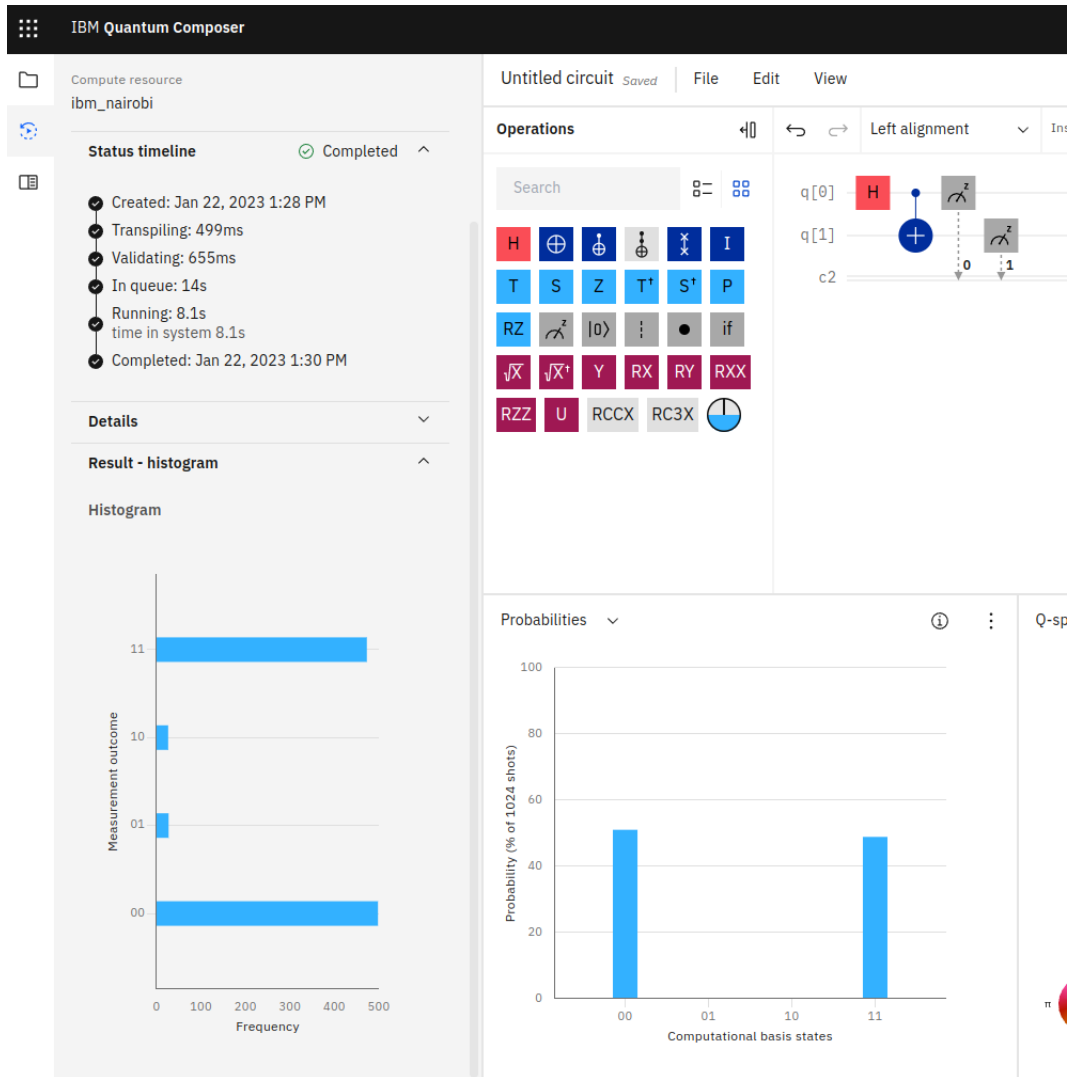 IBM Quantum Composer
Compute resource
ibm_nairobi
Status timeline Completed
Created: Jan 22, 2023 1:28 PM
Transpiling: 499ms
Validating: 655ms
In queue: 14s
Running: 8.1s
time in system 8.1s
Completed: Jan 22, 2023 1:30 PM
Details
Result - histogram
Histogram
Measurement outcome
11
10
01
00
0 100 200 300 400 500
Frequency
Untitled circuit Saved File Edit View
Operations
Search
H I
T S Z T† S† P
RZ z |0⟩ if
√X √X† Y RX RY RXX
RZZ U RCCX RC3X
Left alignment Ins
q[0] H z
q[1] z
c2 0 1
Probabilities
Probability (% of 1024 shots)
100
80
60
40
20
0
00 01 10 11
Computational basis states
Q-sp
π